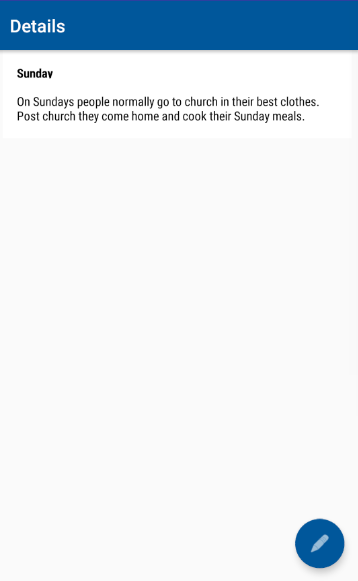 Details
Sunday
On Sundays people normally go to church in their best clothes.
Post church they come home and cook their Sunday meals.